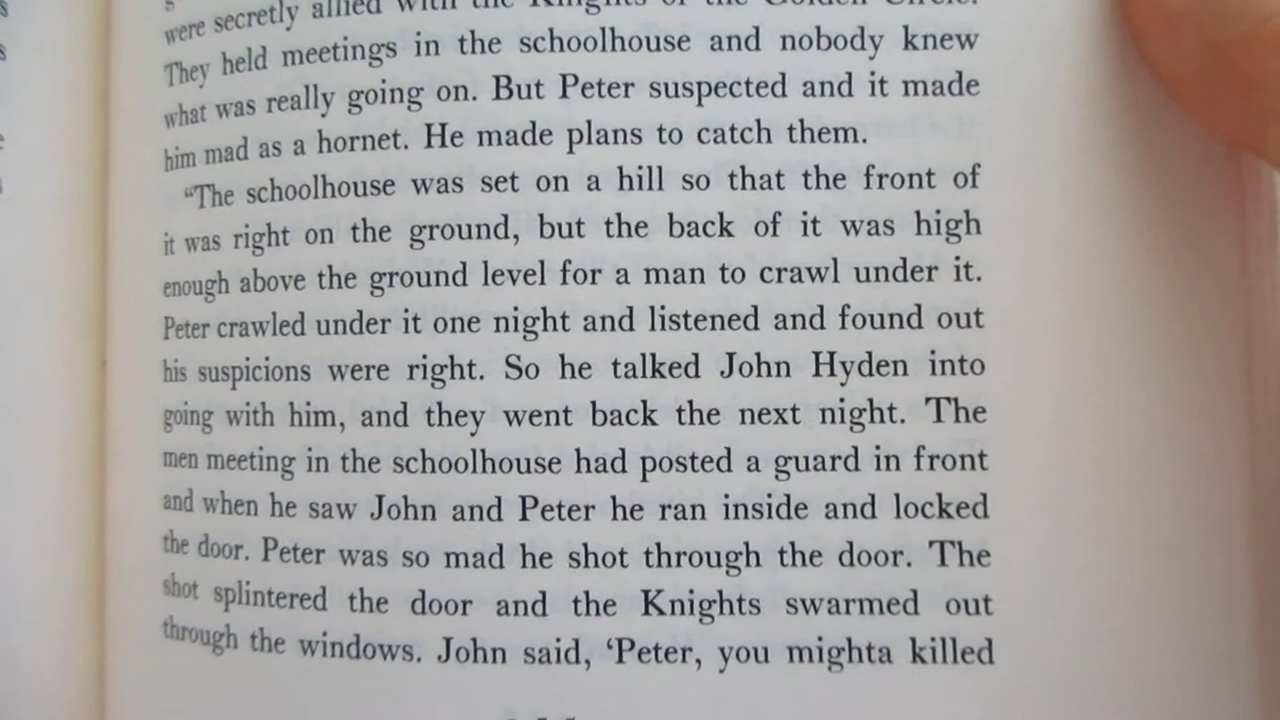 were secretly allied with the Knights of the Golden Circle.
They held meetings in the schoolhouse and nobody knew
what was really going on. But Peter suspected and it made
him mad as a hornet. He made plans to catch them.
“The schoolhouse was set on a hill so that the front of
it was right on the ground, but the back of it was high
enough above the ground level for a man to crawl under it.
Peter crawled under it one night and listened and found out
his suspicions were right. So he talked John Hyden into
going with him, and they went back the next night. The
men meeting in the schoolhouse had posted a guard in front
and when he saw John and Peter he ran inside and locked
the door. Peter was so mad he shot through the door. The
shot splintered the door and the Knights swarmed out
through the windows. John said, ‘Peter, you mighta killed